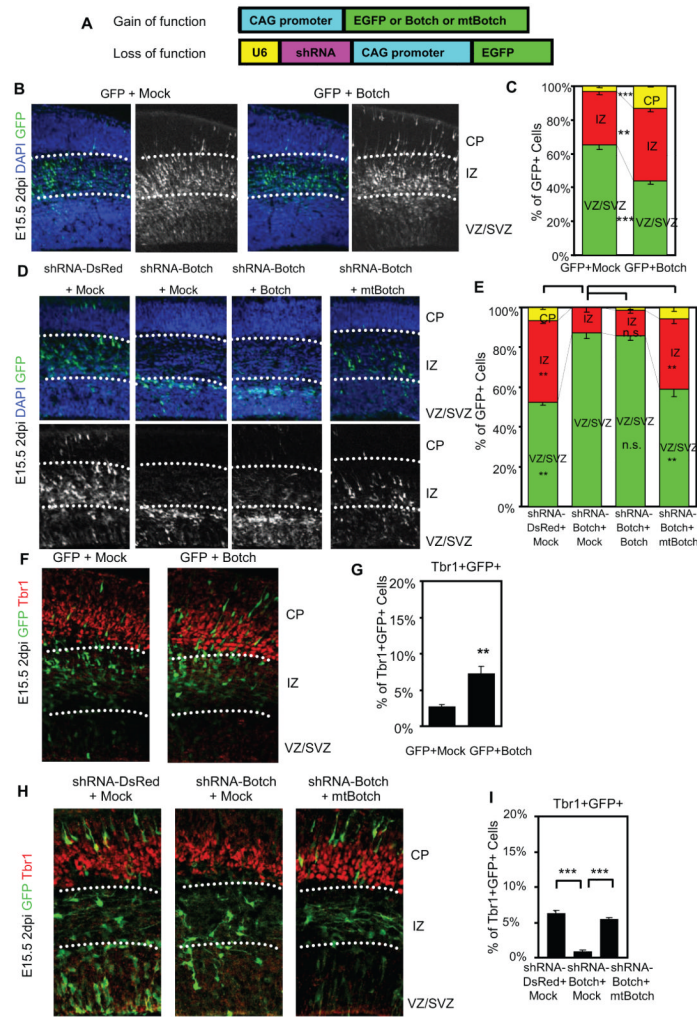 A
Gain of function
CAG promoter
EGFP or Botch or mtBotch
Loss of function
U6
shRNA
CAG promoter
EGFP
B
GFP + Mock
GFP + Botch
E15.5 2dpi DAPI GFP
CP
IZ
VZ/SVZ
C
% of GFP+ Cells
100%
80%
60%
40%
20%
0%
***
CP
IZ
**
IZ
VZ/SVZ
***
VZ/SVZ
GFP+Mock
GFP+Botch
D
shRNA-DsRed
+ Mock
shRNA-Botch
+ Mock
shRNA-Botch
+ Botch
shRNA-Botch
+ mtBotch
E15.5 2dpi DAPI GFP
CP
IZ
VZ/SVZ
CP
IZ
VZ/SVZ
E
% of GFP+ Cells
100%
80%
60%
40%
20%
0%
CP
IZ
**
VZ/SVZ
**
IZ
VZ/SVZ
IZ
n.s.
VZ/SVZ
n.s.
IZ
**
VZ/SVZ
**
shRNA-
DsRed+
Mock
shRNA-
Botch+
Mock
shRNA-
Botch+
Botch
shRNA-
Botch+
mtBotch
F
GFP + Mock
GFP + Botch
E15.5 2dpi GFP Tbr1
CP
IZ
VZ/SVZ
G
Tbr1+GFP+
% of Tbr1+GFP+ Cells
20%
15%
10%
5%
0%
**
GFP+Mock
GFP+Botch
H
shRNA-DsRed
+ Mock
shRNA-Botch
+ Mock
shRNA-Botch
+ mtBotch
E15.5 2dpi GFP Tbr1
CP
IZ
VZ/SVZ
I
Tbr1+GFP+
% of Tbr1+GFP+ Cells
20%
15%
10%
5%
0%
***
***
shRNA-
DsRed+
Mock
shRNA-
Botch+
Mock
shRNA-
Botch+
mtBotch